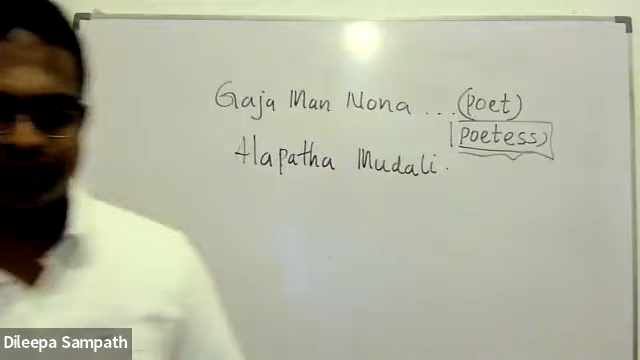 Gaja Man Nona ... (poet)
(poetess)
Alapatha Mudali.
Dileepa Sampath